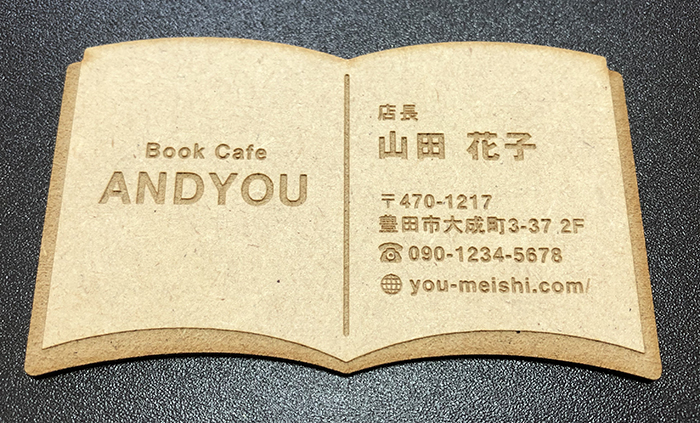 Book Cafe
ANDYOU
店長
山田 花子
〒470-1217
豊田市大成町3-37 2F
☎090-1234-5678
you-meishi.com/